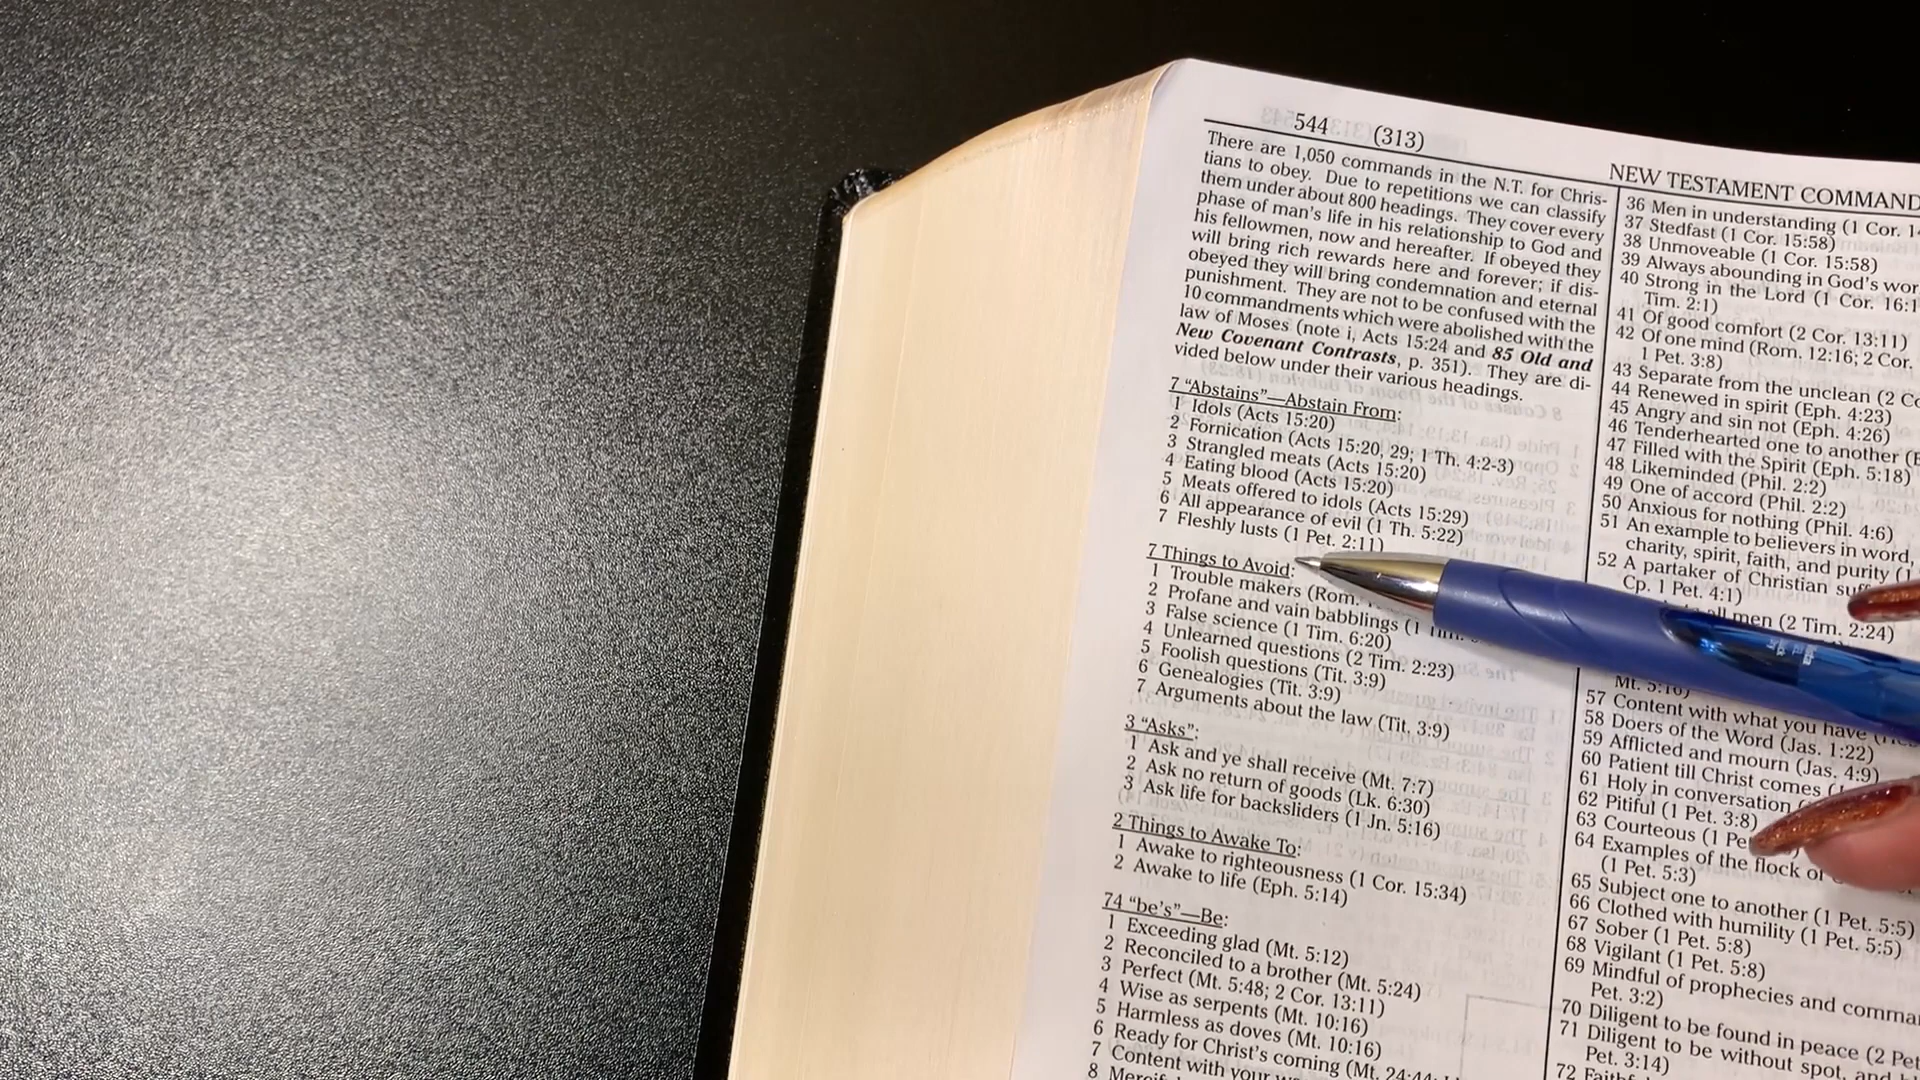 544 (313)
NEW TESTAMENT COMMAND
There are 1,050 commands in the N.T. for Chris-
tians to obey. Due to repetitions we can classify
them under about 800 headings. They cover every
phase of man's life in his relationship to God and
his fellowmen, now and hereafter. If obeyed they
will bring rich rewards here and forever; if dis-
obeyed they will bring condemnation and eternal
punishment. They are not to be confused with the
10 commandments which were abolished with the
law of Moses (note i, Acts 15:24 and 85 Old and
New Covenant Contrasts, p. 351). They are di-
vided below under their various headings.
7 "Abstains"—Abstain From:
1 Idols (Acts 15:20)
2 Fornication (Acts 15:20, 29; 1 Th. 4:2-3)
3 Strangled meats (Acts 15:20)
4 Eating blood (Acts 15:20)
5 Meats offered to idols (Acts 15:29)
6 All appearance of evil (1 Th. 5:22)
7 Fleshly lusts (1 Pet. 2:11)
7 Things to Avoid:
1 Trouble makers (Rom.
2 Profane and vain babblings (1 Tim.
3 False science (1 Tim. 6:20)
4 Unlearned questions (2 Tim. 2:23)
5 Foolish questions (Tit. 3:9)
6 Genealogies (Tit. 3:9)
7 Arguments about the law (Tit. 3:9)
3 "Asks":
1 Ask and ye shall receive (Mt. 7:7)
2 Ask no return of goods (Lk. 6:30)
3 Ask life for backsliders (1 Jn. 5:16)
2 Things to Awake To:
1 Awake to righteousness (1 Cor. 15:34)
2 Awake to life (Eph. 5:14)
74 "be's"—Be:
1 Exceeding glad (Mt. 5:12)
2 Reconciled to a brother (Mt. 5:24)
3 Perfect (Mt. 5:48; 2 Cor. 13:11)
4 Wise as serpents (Mt. 10:16)
5 Harmless as doves (Mt. 10:16)
6 Ready for Christ's coming (Mt. 24:44;
7 Content with your
8
36 Men in understanding (1 Cor.
37 Stedfast (1 Cor. 15:58)
38 Unmoveable (1 Cor. 15:58)
39 Always abounding in God's
40 Strong in the Lord (1 Cor.
Tim. 2:1)
41 Of good comfort (2 Cor. 13:11)
42 Of one mind (Rom. 12:16; 2 Cor.
1 Pet. 3:8)
43 Separate from the unclean (2
44 Renewed in spirit (Eph. 4:23)
45 Angry and sin not (Eph. 4:26)
46 Tenderhearted one to another
47 Filled with the Spirit (Eph. 5:18)
48 Likeminded (Phil. 2:2)
49 One of accord (Phil. 2:2)
50 Anxious for nothing (Phil. 4:6)
51 An example to believers in word,
charity, spirit, faith, and purity (1
52 A partaker of Christian
Cp. 1 Pet. 4:1)
all men (2 Tim. 2:24)
Mt. 5:16)
57 Content with what you have
58 Doers of the Word (Jas. 1:22)
59 Afflicted and mourn (Jas. 4:9)
60 Patient till Christ comes
61 Holy in conversation
62 Pitiful (1 Pet. 3:8)
63 Courteous (1
64 Examples of the flock
(1 Pet. 5:3)
65 Subject one to another (1 Pet. 5:5)
66 Clothed with humility (1 Pet. 5:5)
67 Sober (1 Pet. 5:8)
68 Vigilant (1 Pet. 5:8)
69 Mindful of prophecies and
Pet. 3:2)
70 Diligent to be found in peace (2
71 Diligent to be without spot, and
Pet. 3:14)
72